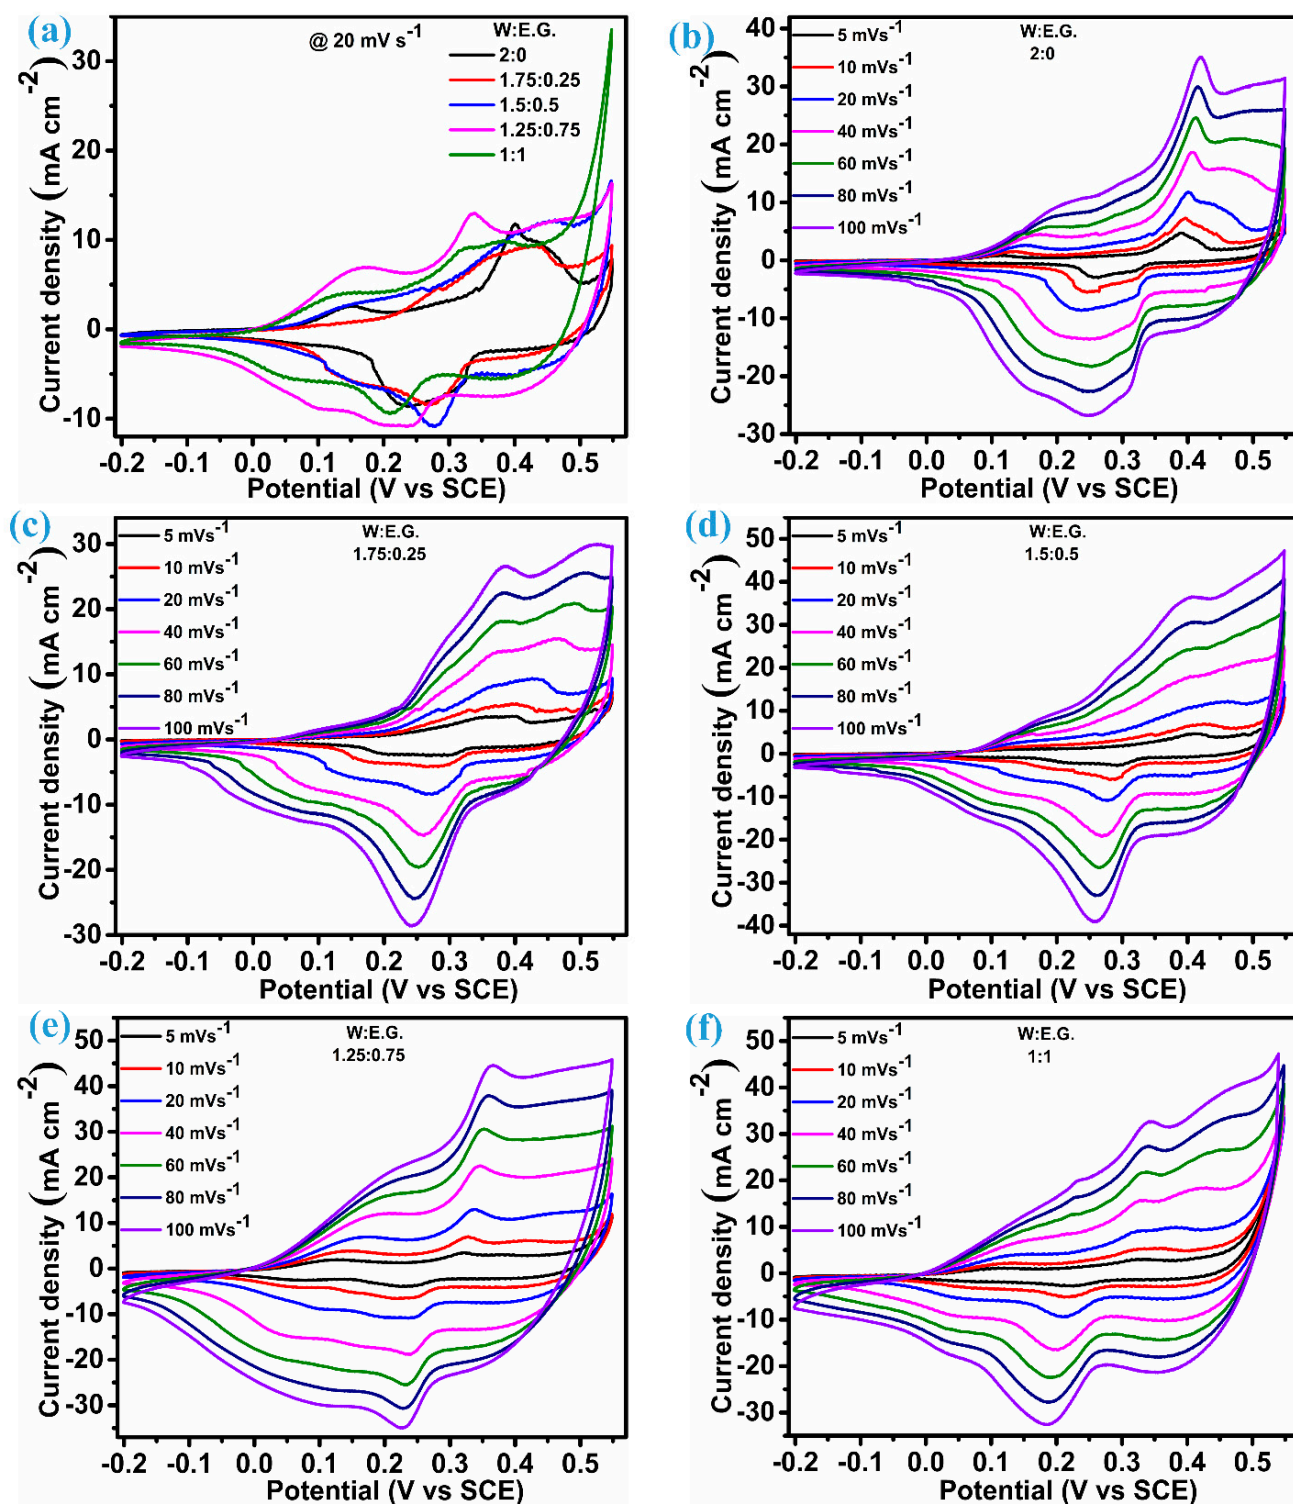 (a)
@ 20 mV s⁻¹
W:E.G.
2:0
1.75:0.25
1.5:0.5
1.25:0.75
1:1
30
20
10
0
-10
Current density (mA cm⁻²)
-0.2 -0.1 0.0 0.1 0.2 0.3 0.4 0.5
Potential (V vs SCE)
(b)
W:E.G.
2:0
5 mVs⁻¹
10 mVs⁻¹
20 mVs⁻¹
40 mVs⁻¹
60 mVs⁻¹
80 mVs⁻¹
100 mVs⁻¹
40
30
20
10
0
-10
-20
-30
Current density (mA cm⁻²)
-0.2 -0.1 0.0 0.1 0.2 0.3 0.4 0.5
Potential (V vs SCE)
(c)
W:E.G.
1.75:0.25
5 mVs⁻¹
10 mVs⁻¹
20 mVs⁻¹
40 mVs⁻¹
60 mVs⁻¹
80 mVs⁻¹
100 mVs⁻¹
30
20
10
0
-10
-20
-30
Current density (mA cm⁻²)
-0.2 -0.1 0.0 0.1 0.2 0.3 0.4 0.5
Potential (V vs SCE)
(d)
W:E.G.
1.5:0.5
5 mVs⁻¹
10 mVs⁻¹
20 mVs⁻¹
40 mVs⁻¹
60 mVs⁻¹
80 mVs⁻¹
100 mVs⁻¹
50
40
30
20
10
0
-10
-20
-30
-40
Current density (mA cm⁻²)
-0.2 -0.1 0.0 0.1 0.2 0.3 0.4 0.5
Potential (V vs SCE)
(e)
W:E.G.
1.25:0.75
5 mVs⁻¹
10 mVs⁻¹
20 mVs⁻¹
40 mVs⁻¹
60 mVs⁻¹
80 mVs⁻¹
100 mVs⁻¹
50
40
30
20
10
0
-10
-20
-30
Current density (mA cm⁻²)
-0.2 -0.1 0.0 0.1 0.2 0.3 0.4 0.5
Potential (V vs SCE)
(f)
W:E.G.
1:1
5 mVs⁻¹
10 mVs⁻¹
20 mVs⁻¹
40 mVs⁻¹
60 mVs⁻¹
80 mVs⁻¹
100 mVs⁻¹
50
40
30
20
10
0
-10
-20
-30
Current density (mA cm⁻²)
-0.2 -0.1 0.0 0.1 0.2 0.3 0.4 0.5
Potential (V vs SCE)